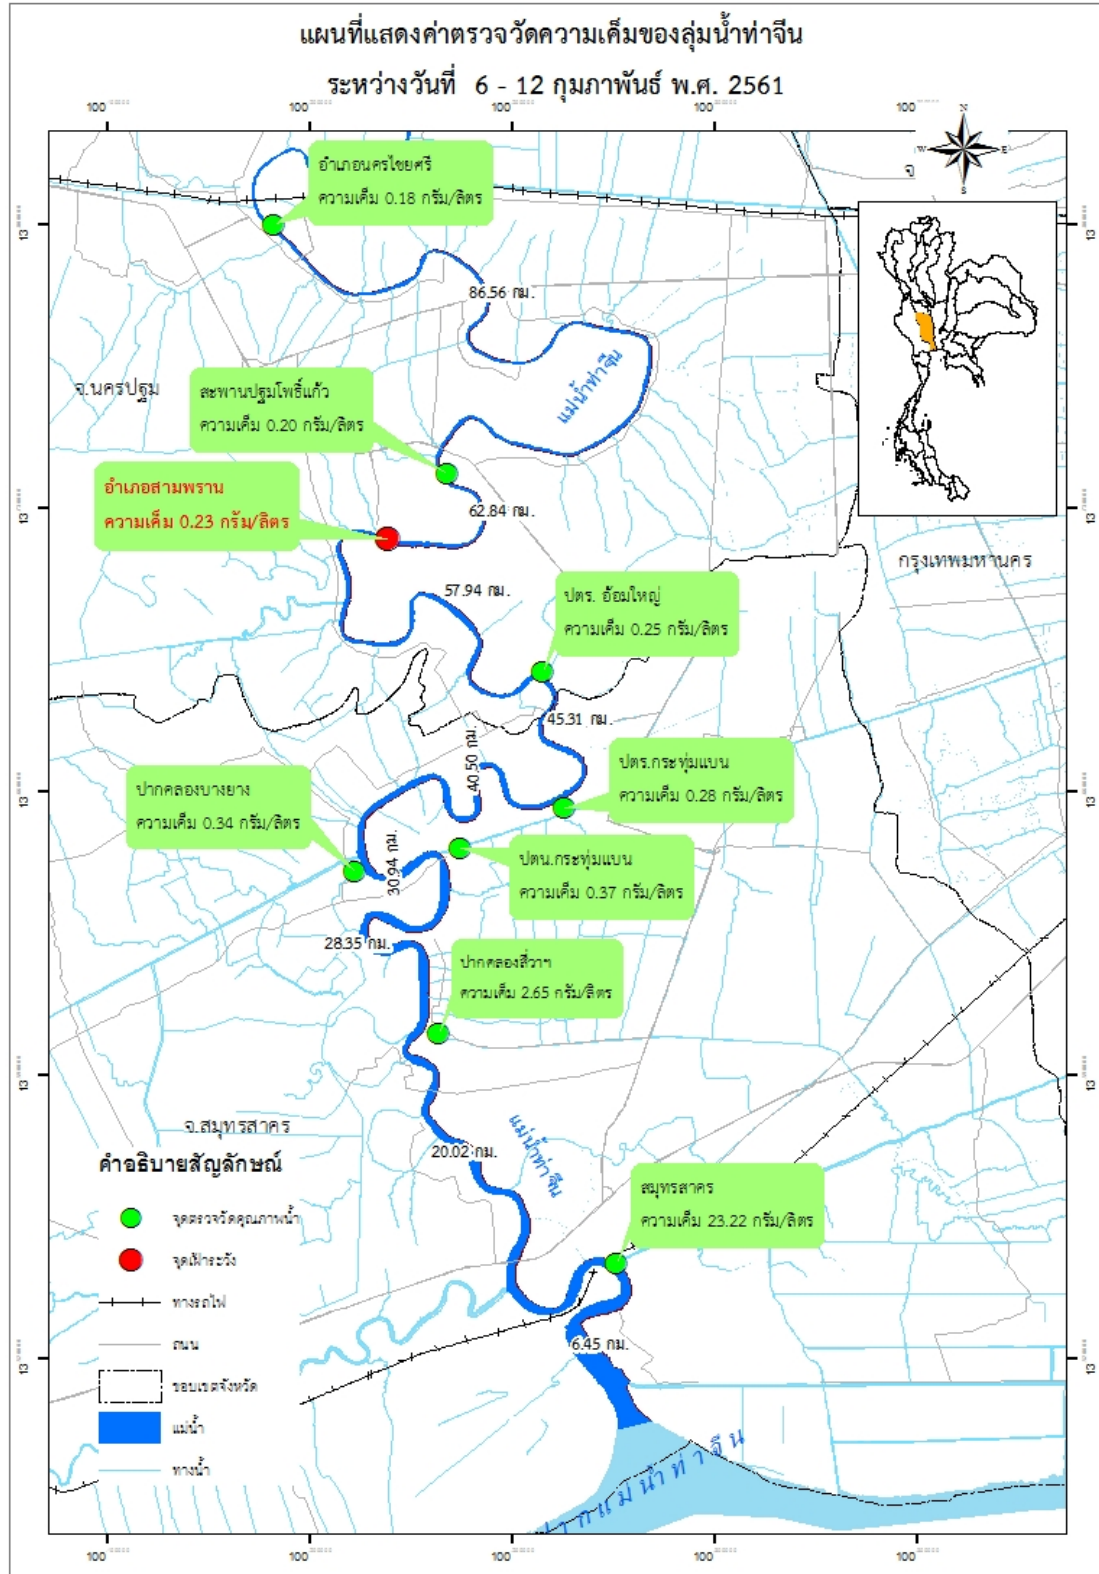 แผนที่แสดงค่าตรวจวัดความเค็มของลุ่มน้ำท่าจีน
ระหว่างวันที่ 6 - 12 กุมภาพันธ์ พ.ศ. 2561
100
100
100
100
100
N
W
E
S
จ
อำเภอนครไชยศรี
ความเค็ม 0.18 กรัม/ลิตร
13
13
86.56 กม.
แม่น้ำท่าจีน
จ.นครปฐม
สะพานปฐมโพธิ์แก้ว
ความเค็ม 0.20 กรัม/ลิตร
อำเภอสามพราน
ความเค็ม 0.23 กรัม/ลิตร
62.84 กม.
13
13
กรุงเทพมหานคร
57.94 กม.
ปตร. อ้อมใหญ่
ความเค็ม 0.25 กรัม/ลิตร
45.31 กม.
40.50 กม.
ปตร.กระทุ่มแบน
ความเค็ม 0.28 กรัม/ลิตร
ปากคลองบางยาง
ความเค็ม 0.34 กรัม/ลิตร
13
13
30.94 กม.
ปตน.กระทุ่มแบน
ความเค็ม 0.37 กรัม/ลิตร
28.35 กม.
ปากคลองสี่วาฯ
ความเค็ม 2.65 กรัม/ลิตร
13
13
จ.สมุทรสาคร
20.02 กม.
แม่น้ำท่าจีน
สมุทรสาคร
ความเค็ม 23.22 กรัม/ลิตร
คำอธิบายสัญลักษณ์
จุดตรวจวัดคุณภาพน้ำ
จุดเฝ้าระวัง
ทางรถไฟ
ถนน
ขอบเขตจังหวัด
แม่น้ำ
ทางน้ำ
6.45 กม.
13
13
ปากแม่น้ำท่าจีน
100
100
100
100
100